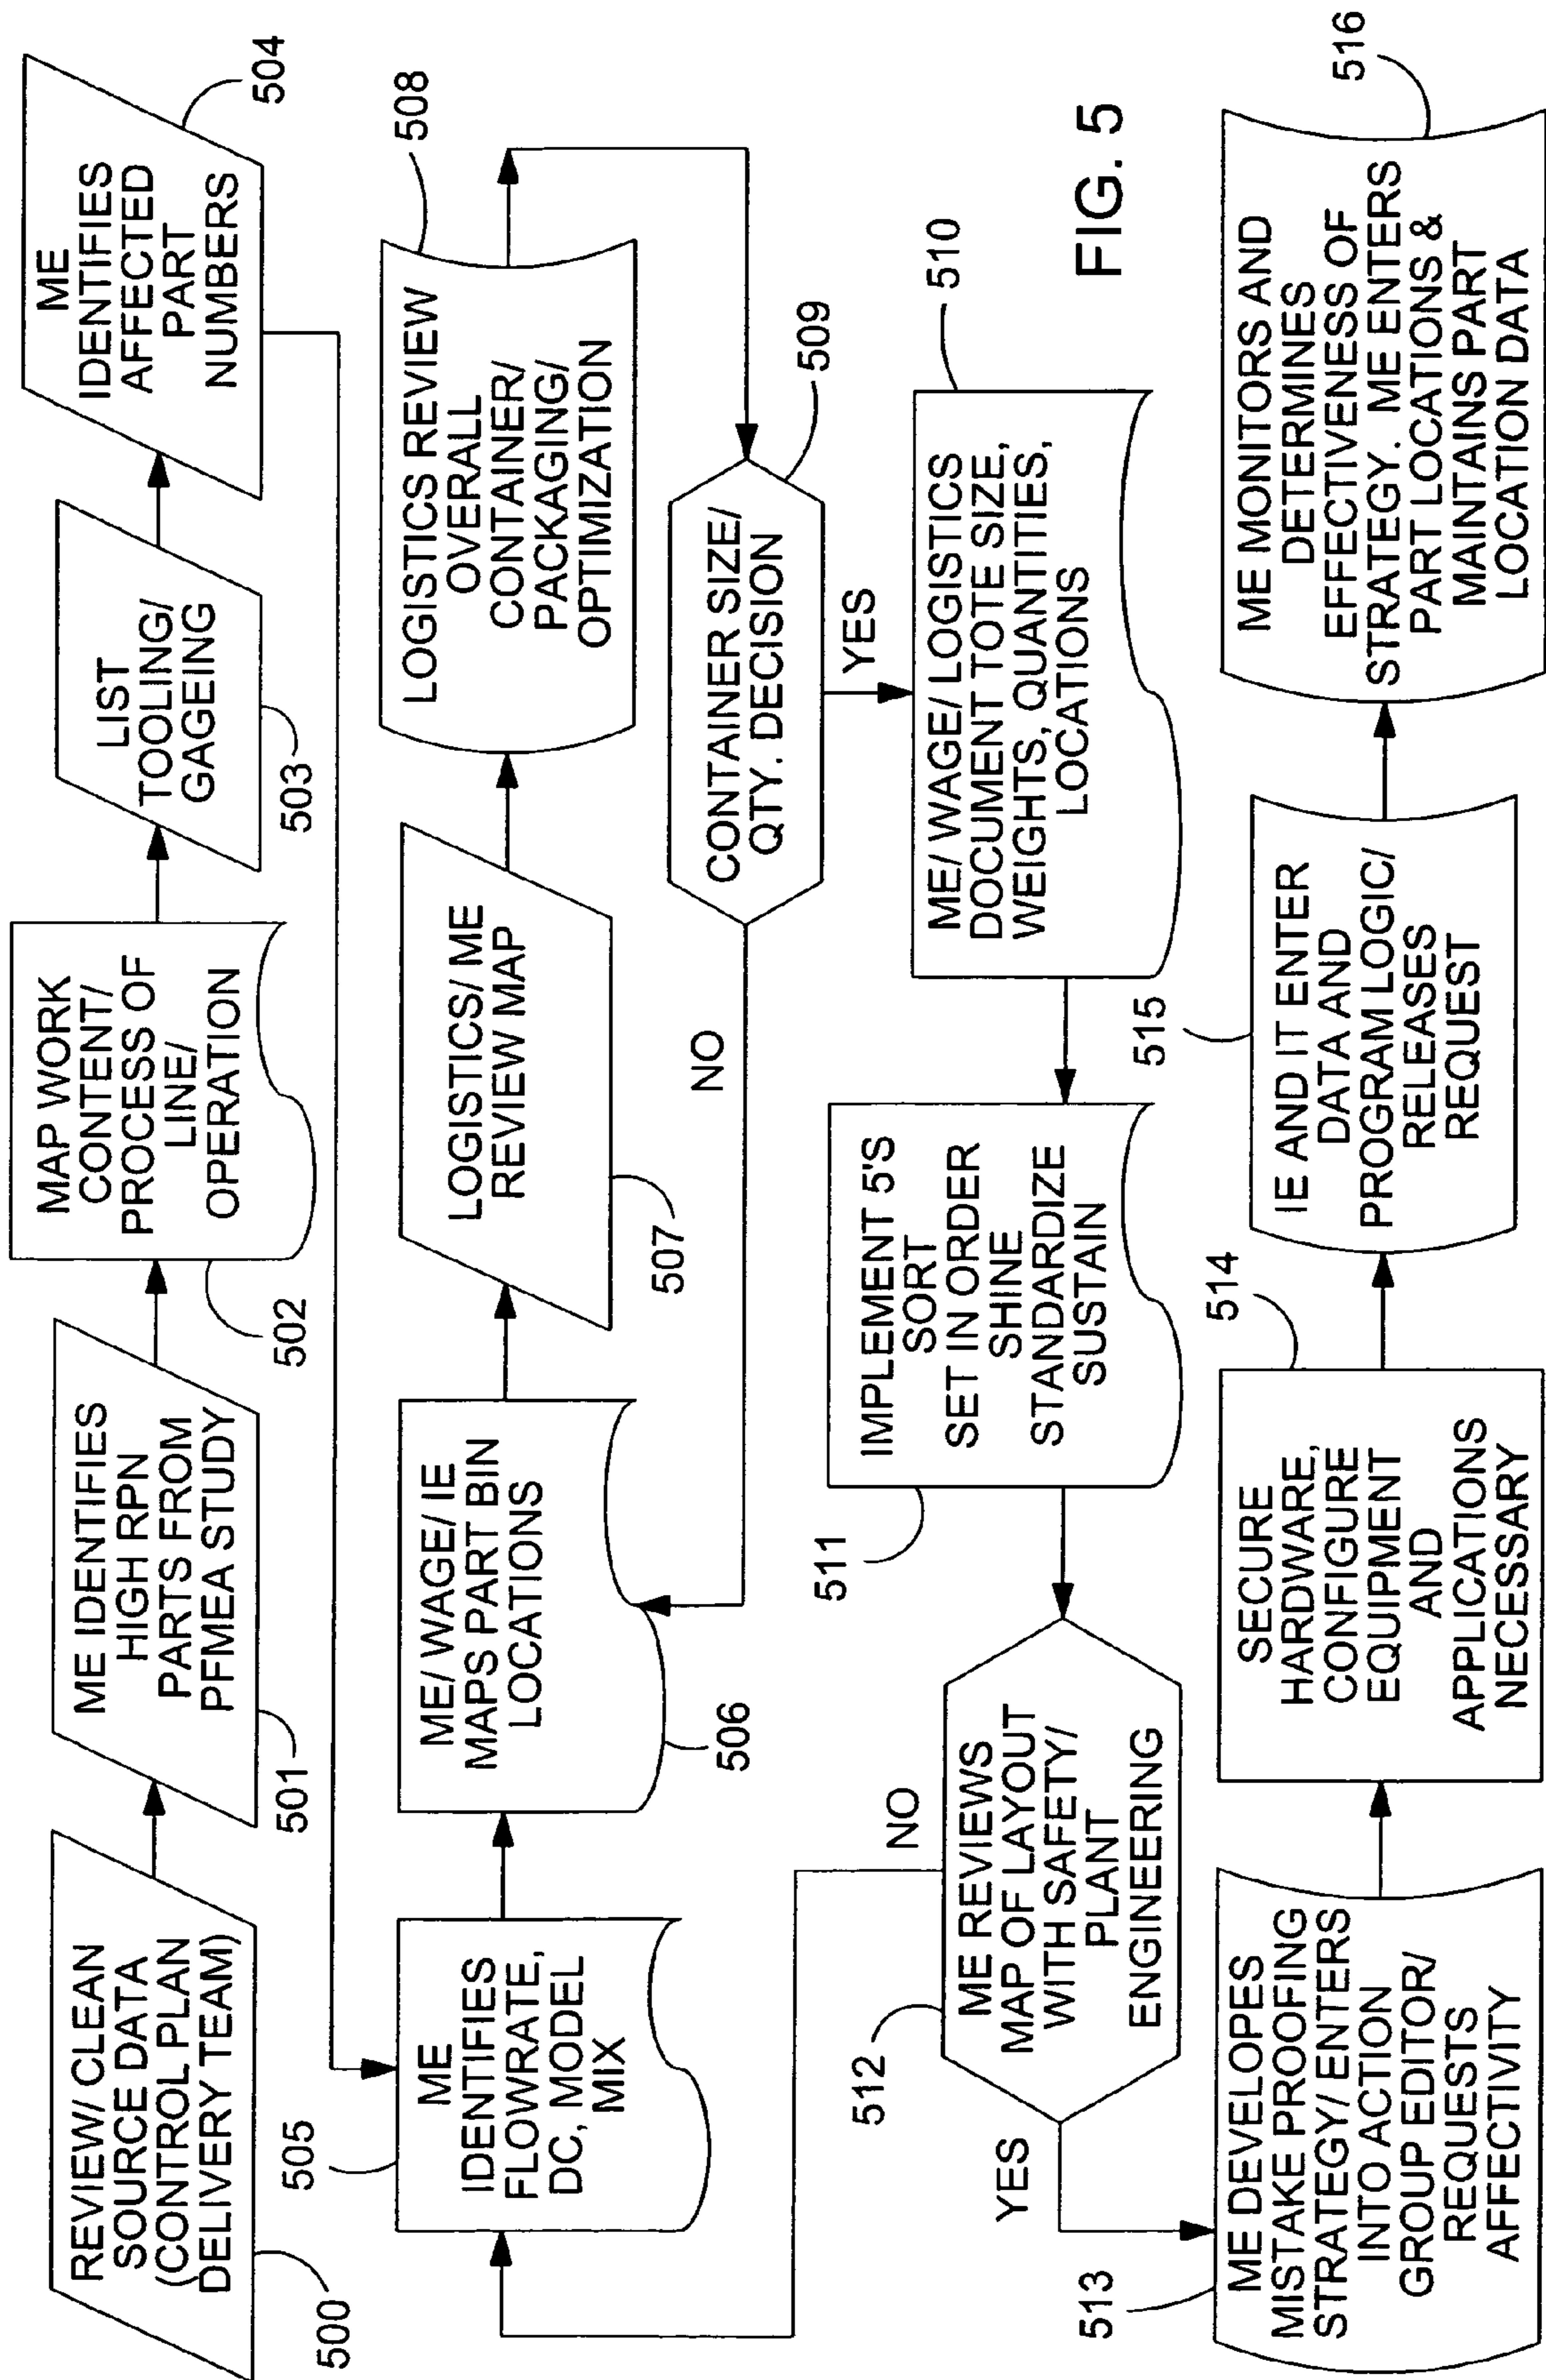 REVIEW/ CLEAN
SOURCE DATA
(CONTROL PLAN
DELIVERY TEAM)
500
ME IDENTIFIES
HIGH RPN
PARTS FROM
PFMEA STUDY
501
MAP WORK
CONTENT/
PROCESS OF
LINE/
OPERATION
502
LIST
TOOLING/
GAGEING
503
ME
IDENTIFIES
AFFECTED
PART
NUMBERS
504
505
ME
IDENTIFIES
FLOWRATE,
DC, MODEL
MIX
ME/ WAGE/ IE
MAPS PART BIN
LOCATIONS
506
LOGISTICS/ ME
REVIEW MAP
507
LOGISTICS REVIEW
OVERALL
CONTAINER/
PACKAGING/
OPTIMIZATION
508
CONTAINER SIZE/
QTY. DECISION
509
NO
YES
ME/ WAGE/ LOGISTICS
DOCUMENT TOTE SIZE,
WEIGHTS, QUANTITIES,
LOCATIONS
510
IMPLEMENT 5'S
SORT
SET IN ORDER
SHINE
STANDARDIZE
SUSTAIN
511
ME REVIEWS
MAP OF LAYOUT
WITH SAFETY/
PLANT
ENGINEERING
512
NO
YES
513
ME DEVELOPES
MISTAKE PROOFING
STRATEGY/ ENTERS
INTO ACTION
GROUP EDITOR/
REQUESTS
AFFECTIVITY
SECURE
HARDWARE,
CONFIGURE
EQUIPMENT
AND
APPLICATIONS
NECESSARY
514
515
IE AND IT ENTER
DATA AND
PROGRAM LOGIC/
RELEASES
REQUEST
ME MONITORS AND
DETERMINES
EFFECTIVENESS OF
STRATEGY. ME ENTERS
PART LOCATIONS &
MAINTAINS PART
LOCATION DATA
516
FIG. 5